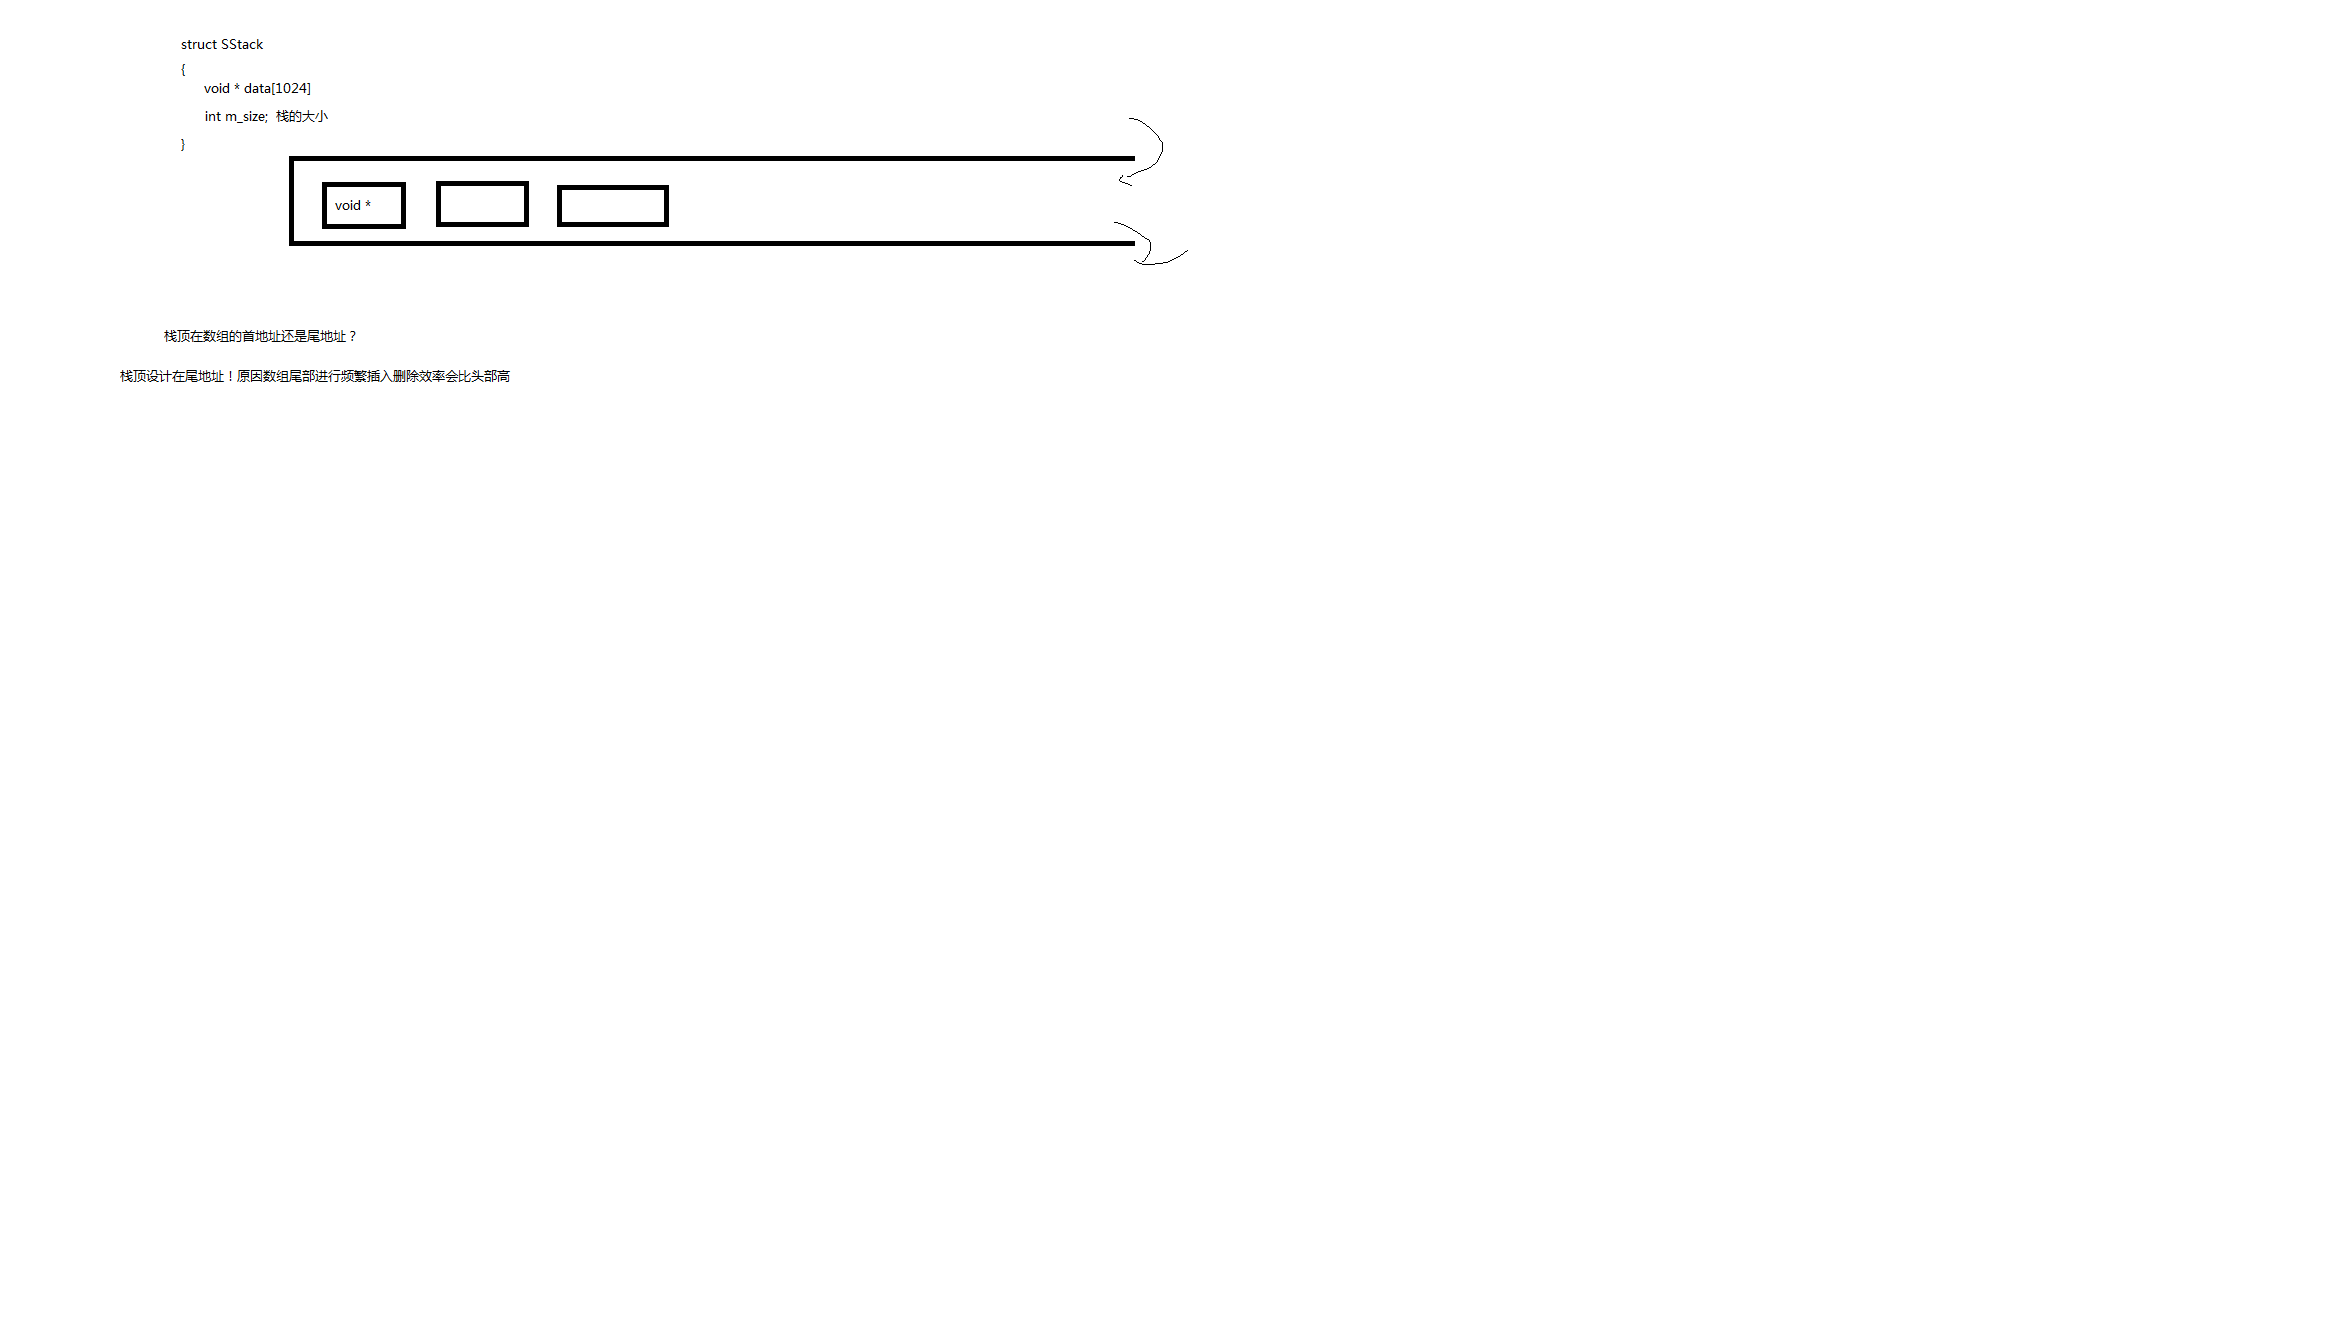 struct SStack
{
void * data[1024]
int m_size;  栈的大小
}
void *
栈顶在数组的首地址还是尾地址？
栈顶设计在尾地址！原因数组尾部进行频繁插入删除效率会比头部高